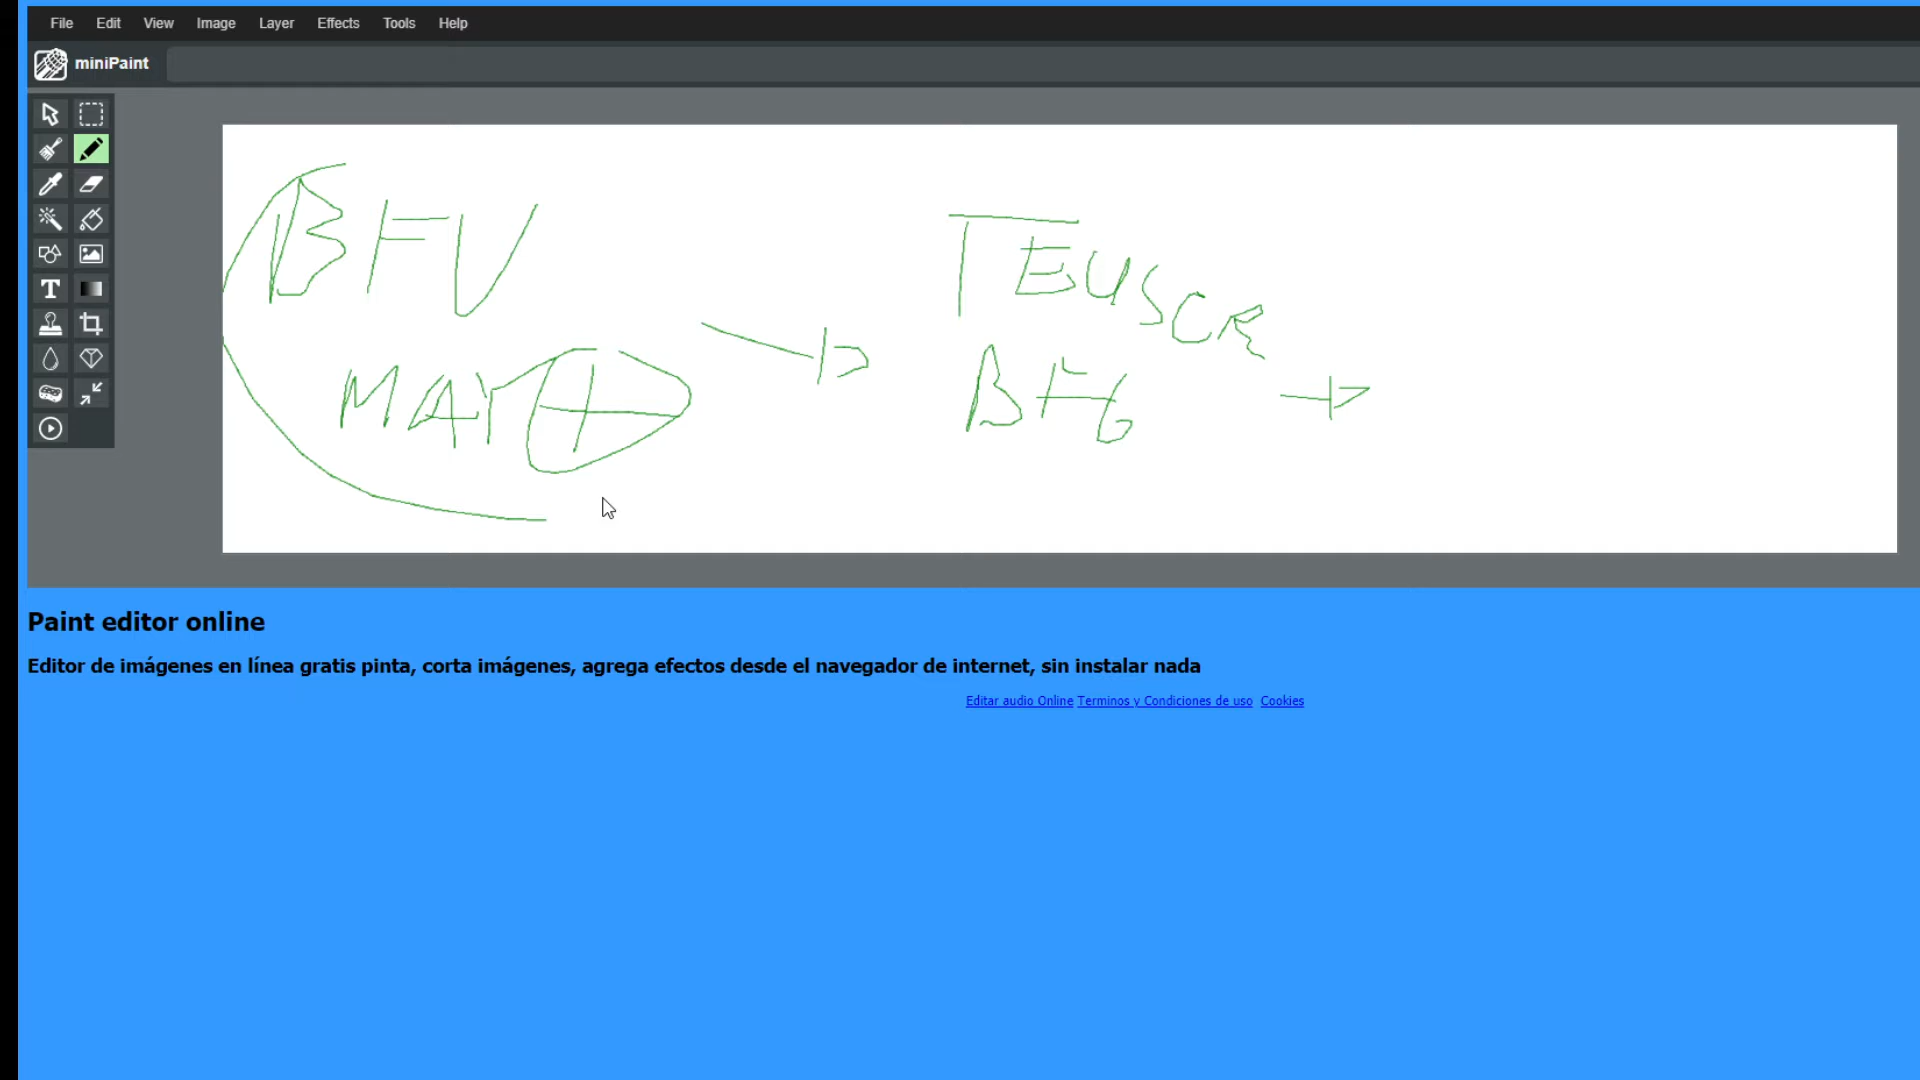 File Edit View Image Layer Effects Tools Help
miniPaint
BFV
MAY +
TEUSCR
BF6
Paint editor online
Editor de imágenes en línea gratis pinta, corta imágenes, agrega efectos desde el navegador de internet, sin instalar nada
Editar audio Online Terminos y Condiciones de uso Cookies